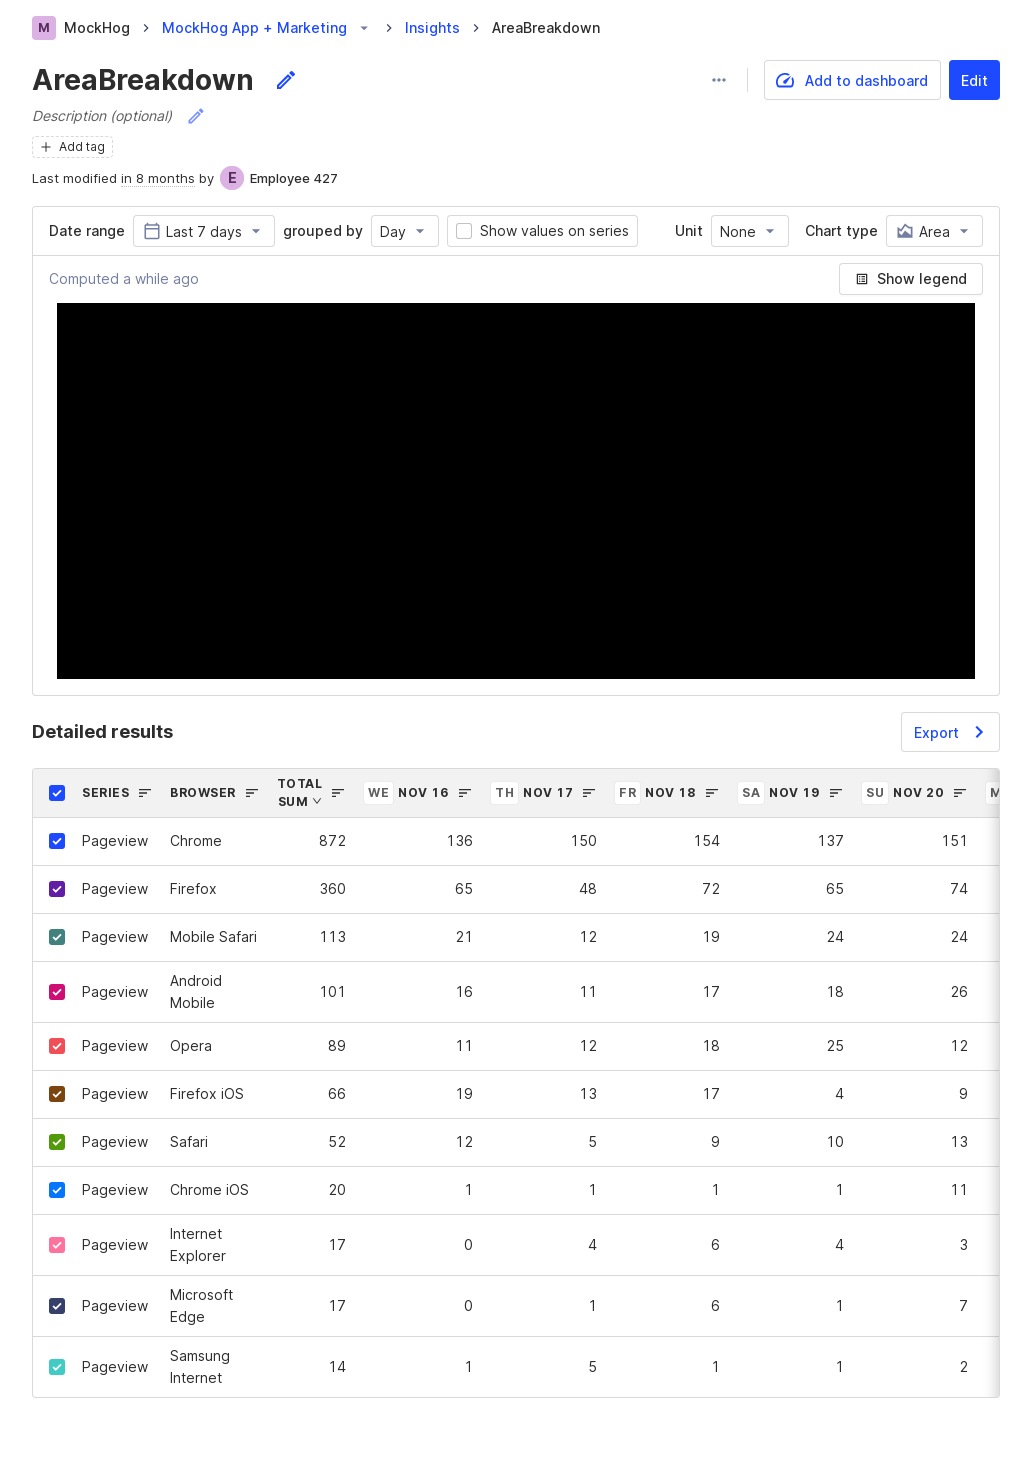 M MockHog MockHog App + Marketing Insights AreaBreakdown
AreaBreakdown Add to dashboard Edit
Description (optional)
Add tag
Last modified in 8 months by E Employee 427
Date range Last 7 days grouped by Day Show values on series Unit None Chart type Area
Computed a while ago Show legend
Detailed results Export
SERIES BROWSER TOTAL SUM WE NOV 16 TH NOV 17 FR NOV 18 SA NOV 19 SU NOV 20 M
Pageview Chrome 872 136 150 154 137 151
Pageview Firefox 360 65 48 72 65 74
Pageview Mobile Safari 113 21 12 19 24 24
Pageview Android Mobile 101 16 11 17 18 26
Pageview Opera 89 11 12 18 25 12
Pageview Firefox iOS 66 19 13 17 4 9
Pageview Safari 52 12 5 9 10 13
Pageview Chrome iOS 20 1 1 1 1 11
Pageview Internet Explorer 17 0 4 6 4 3
Pageview Microsoft Edge 17 0 1 6 1 7
Pageview Samsung Internet 14 1 5 1 1 2